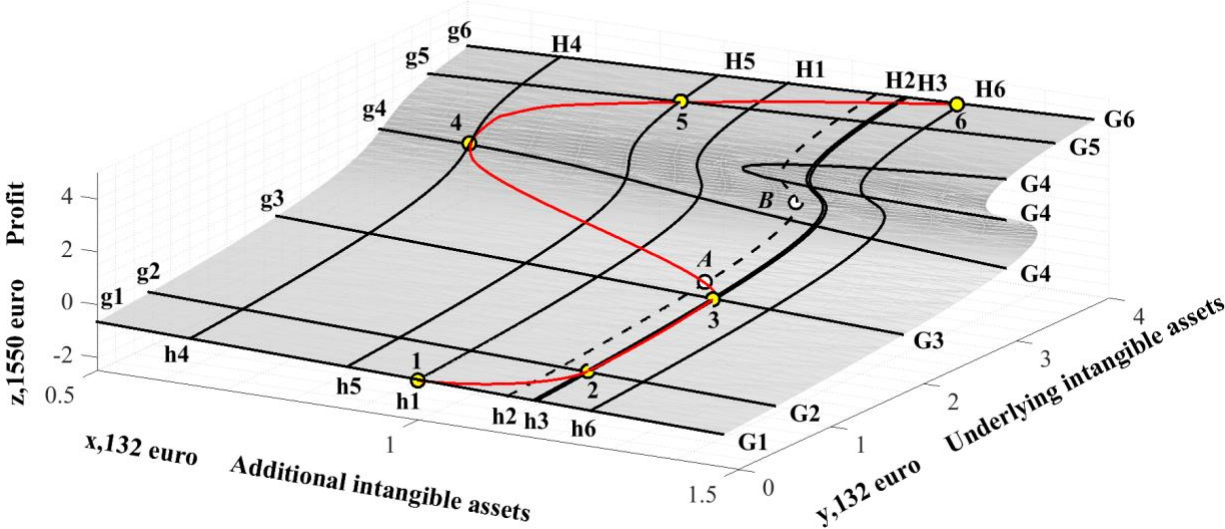 g6
H4
g5
H5
H1
H2 H3
H6
G6
g4
4
5
6
G5
G4
B
G4
g3
A
G4
3
g2
G3
g1
h4
h5
1
h1
2
h2
h3
h6
G2
G1
4
2
0
-2
z,1550 euro Profit
0.5
1
1.5
x,132 euro Additional intangible assets
0
1
2
3
4
y,132 euro Underlying intangible assets